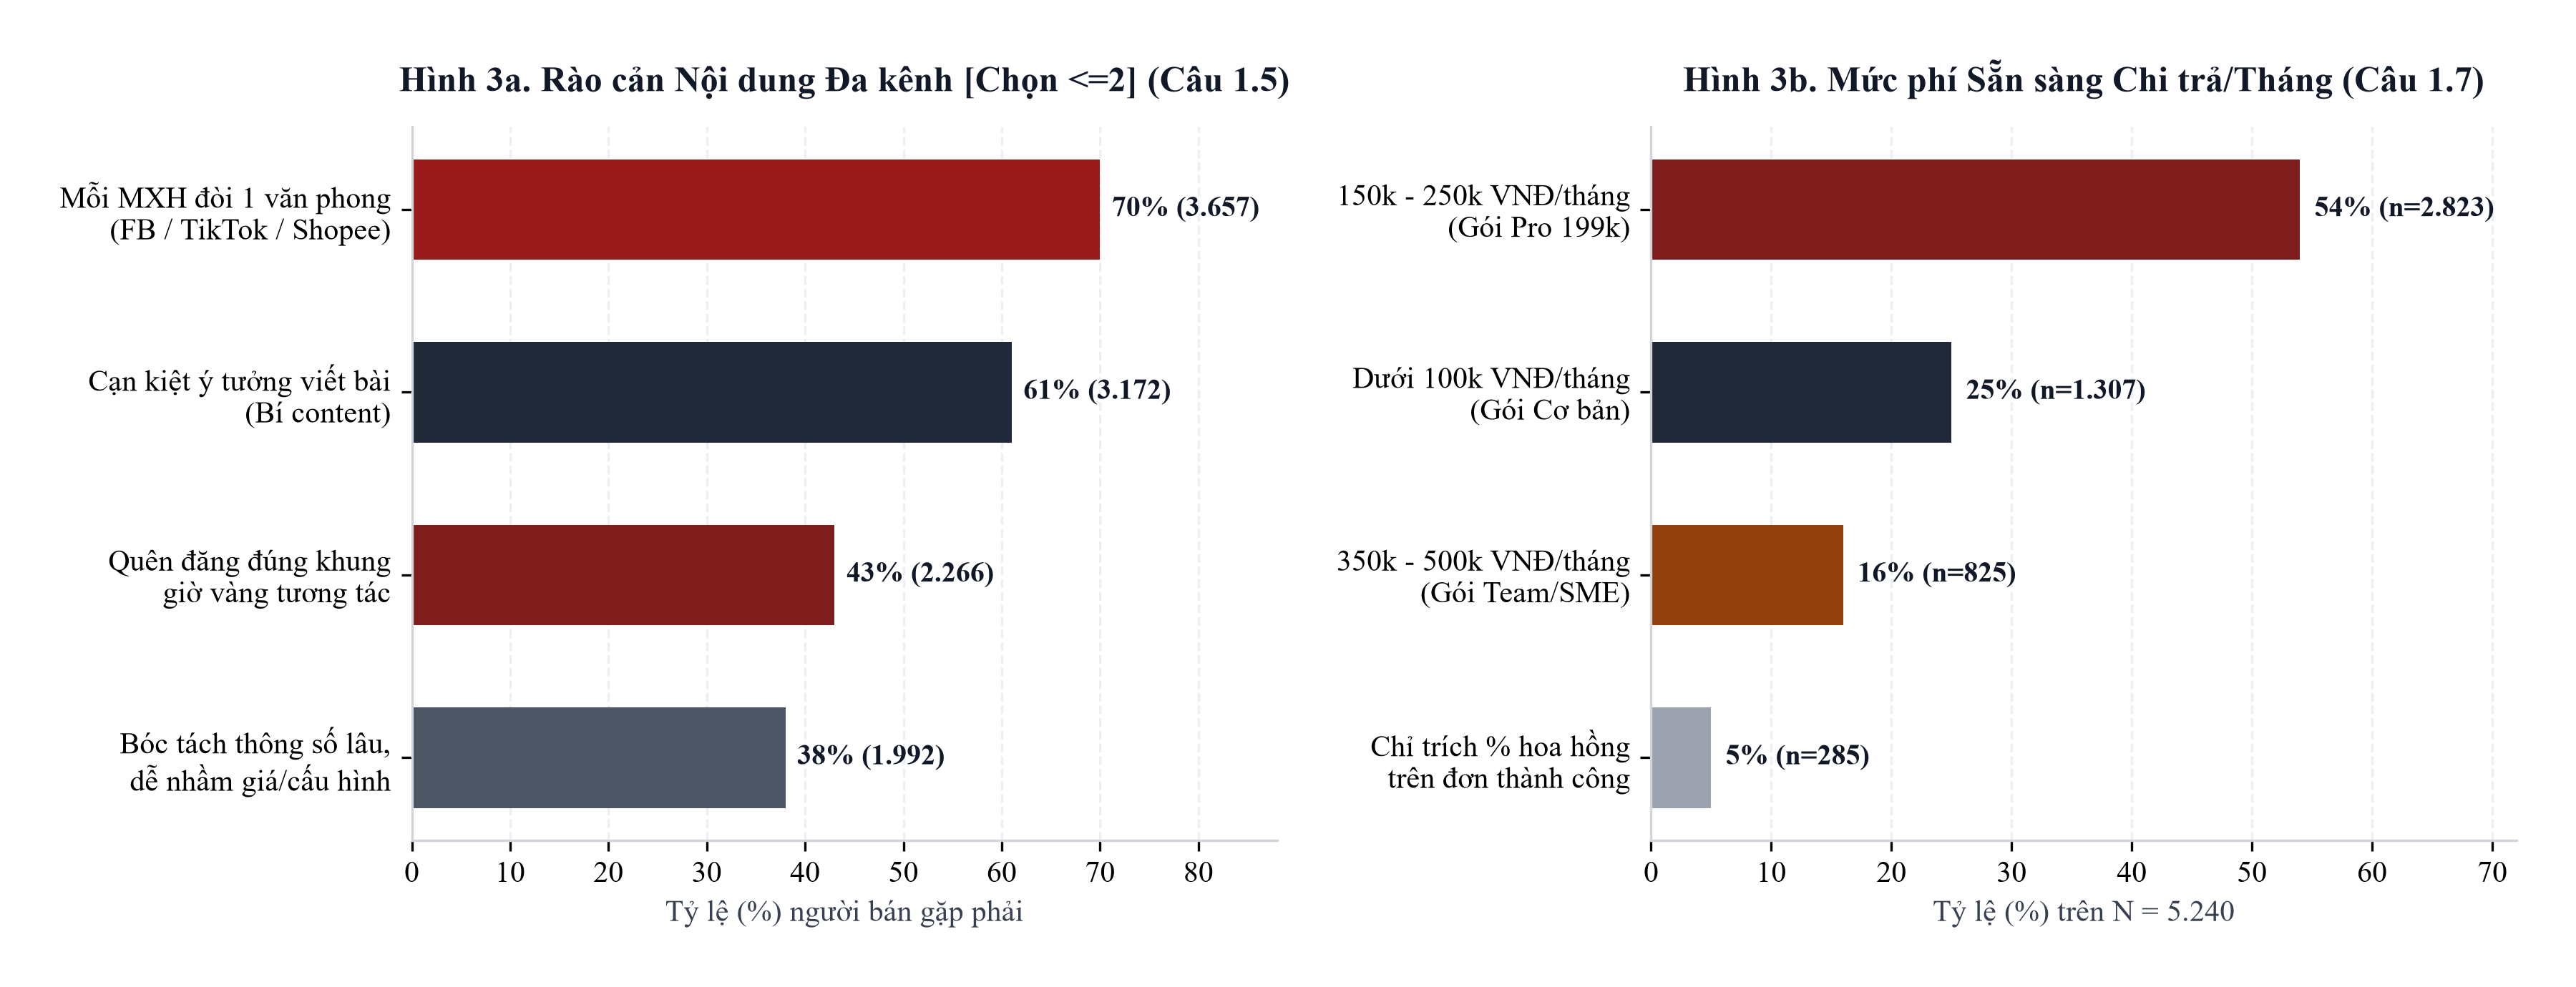 Hình 3a. Rào cản Nội dung Đa kênh [Chọn <=2] (Câu 1.5)
Mỗi MXH đòi 1 văn phong
(FB / TikTok / Shopee)
70% (3.657)
Cạn kiệt ý tưởng viết bài
(Bí content)
61% (3.172)
Quên đăng đúng khung
giờ vàng tương tác
43% (2.266)
Bóc tách thông số lâu,
dễ nhầm giá/cấu hình
38% (1.992)
0 10 20 30 40 50 60 70 80
Tỷ lệ (%) người bán gặp phải
Hình 3b. Mức phí Sẵn sàng Chi trả/Tháng (Câu 1.7)
150k - 250k VNĐ/tháng
(Gói Pro 199k)
54% (n=2.823)
Dưới 100k VNĐ/tháng
(Gói Cơ bản)
25% (n=1.307)
350k - 500k VNĐ/tháng
(Gói Team/SME)
16% (n=825)
Chỉ trích % hoa hồng
trên đơn thành công
5% (n=285)
0 10 20 30 40 50 60 70
Tỷ lệ (%) trên N = 5.240